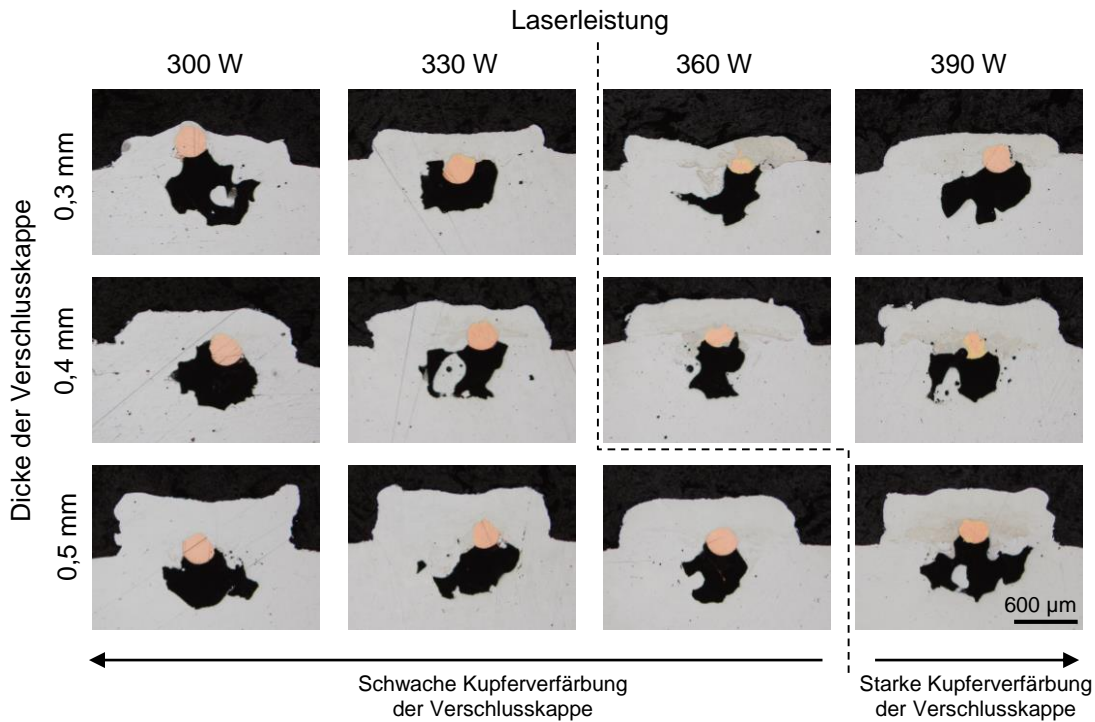 Laserleistung
300 W 330 W 360 W 390 W
Dicke der Verschlusskappe
0,3 mm
0,4 mm
0,5 mm
600 µm
Schwache Kupferverfärbung
der Verschlusskappe
Starke Kupferverfärbung
der Verschlusskappe